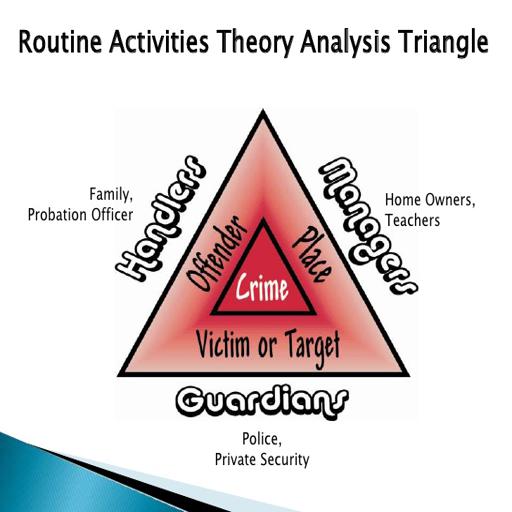 Routine Activities Theory Analysis Triangle
Handlers
Managers
Family,
Probation Officer
Home Owners,
Teachers
Offender
Place
Crime
Victim or Target
Guardians
Police,
Private Security